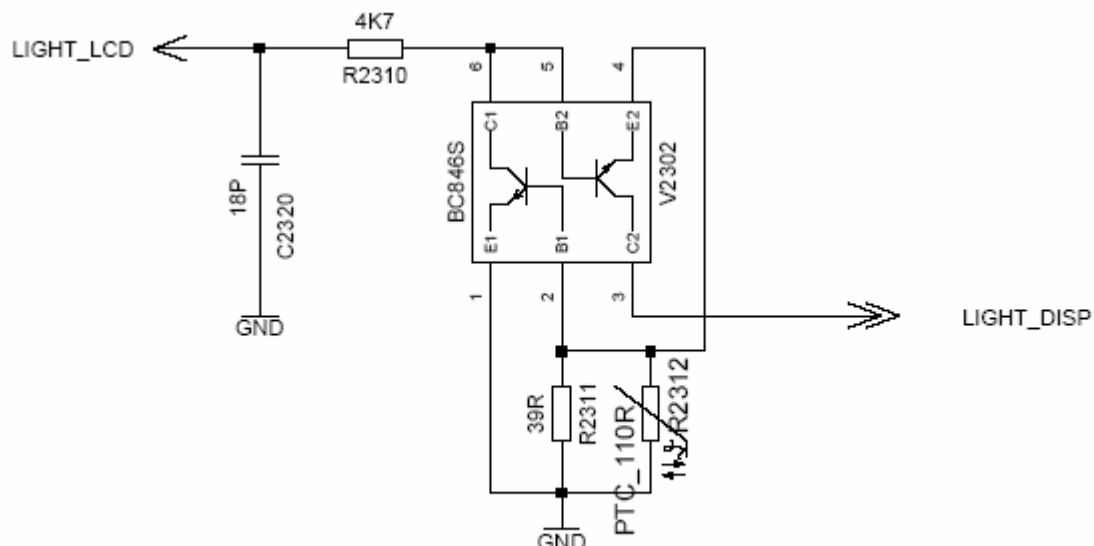 4K7
LIGHT_LCD
R2310
6
5
4
C1
B2
E2
BC846S
V2302
18P
C2320
E1
B1
C2
1
2
3
GND
LIGHT_DISP
39R
R2311
PTC_110R
R2312
GND